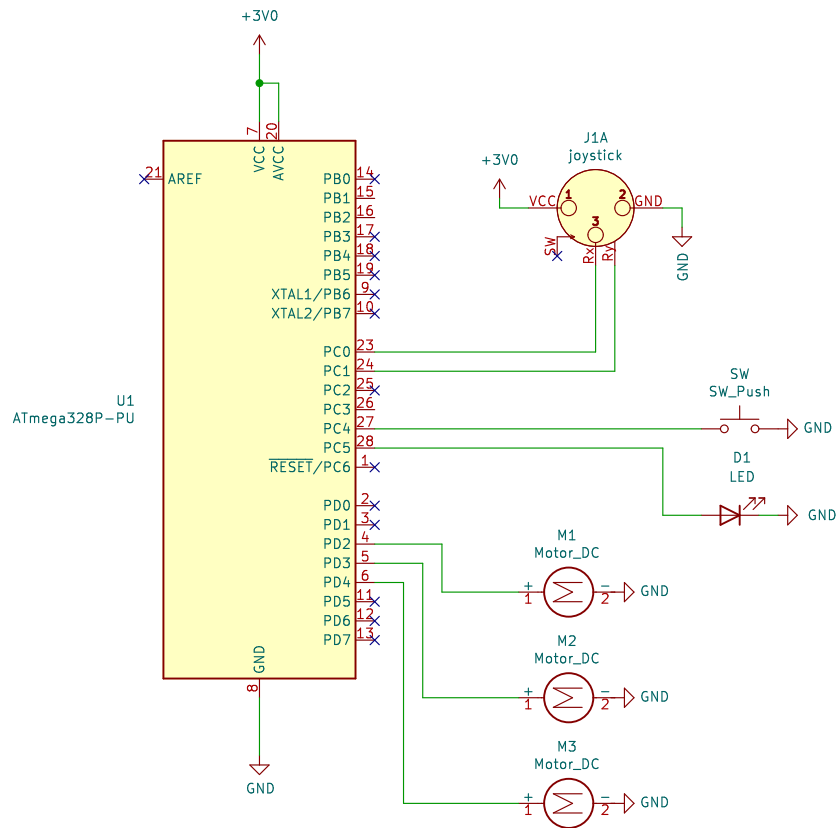 +3V0
7
20
VCC
AVCC
21
AREF
PB0
14
PB1
15
PB2
16
PB3
17
PB4
18
PB5
19
XTAL1/PB6
9
XTAL2/PB7
10
PC0
23
PC1
24
PC2
25
PC3
26
PC4
27
PC5
28
RESET/PC6
1
PD0
2
PD1
3
PD2
4
PD3
5
PD4
6
PD5
11
PD6
12
PD7
13
GND
8
GND
U1
ATmega328P-PU
J1A
joystick
+3V0
VCC
1
2
GND
3
SW
Rx
Ry
GND
SW
SW_Push
GND
D1
LED
GND
M1
Motor_DC
+
1
−
2
GND
M2
Motor_DC
+
1
−
2
GND
M3
Motor_DC
+
1
−
2
GND